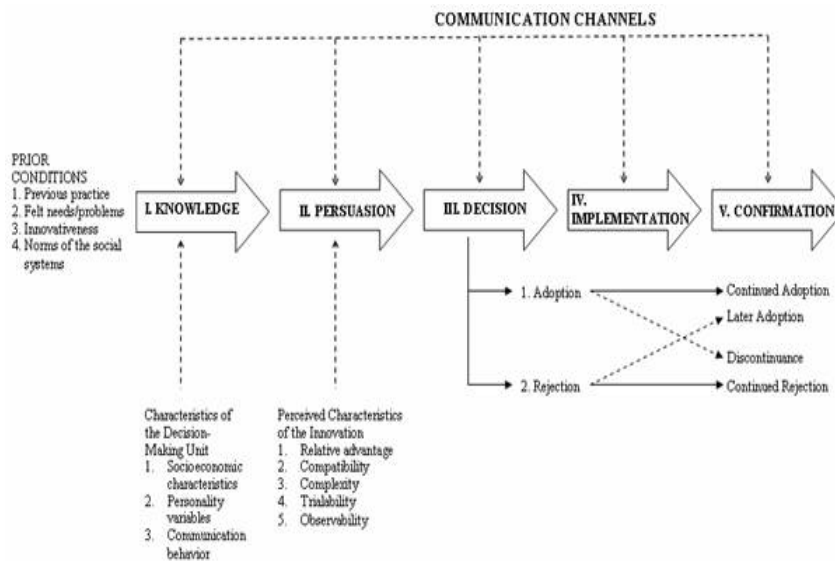 COMMUNICATION CHANNELS
PRIOR
CONDITIONS
1. Previous practice
2. Felt needs/problems
3. Innovativeness
4. Norms of the social
systems
I. KNOWLEDGE
II. PERSUASION
III. DECISION
IV.
IMPLEMENTATION
V. CONFIRMATION
1. Adoption
Continued Adoption
Later Adoption
Discontinuance
2. Rejection
Continued Rejection
Characteristics of
the Decision-
Making Unit
1. Socioeconomic
characteristics
2. Personality
variables
3. Communication
behavior
Perceived Characteristics
of the Innovation
1. Relative advantage
2. Compatibility
3. Complexity
4. Trialability
5. Observability